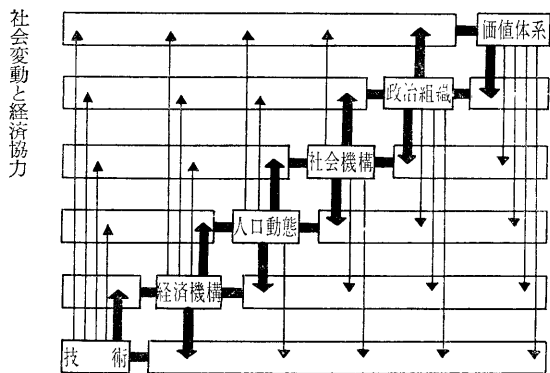 社会変動と経済協力
価値体系
政治組織
社会機構
人口動態
経済機構
技術